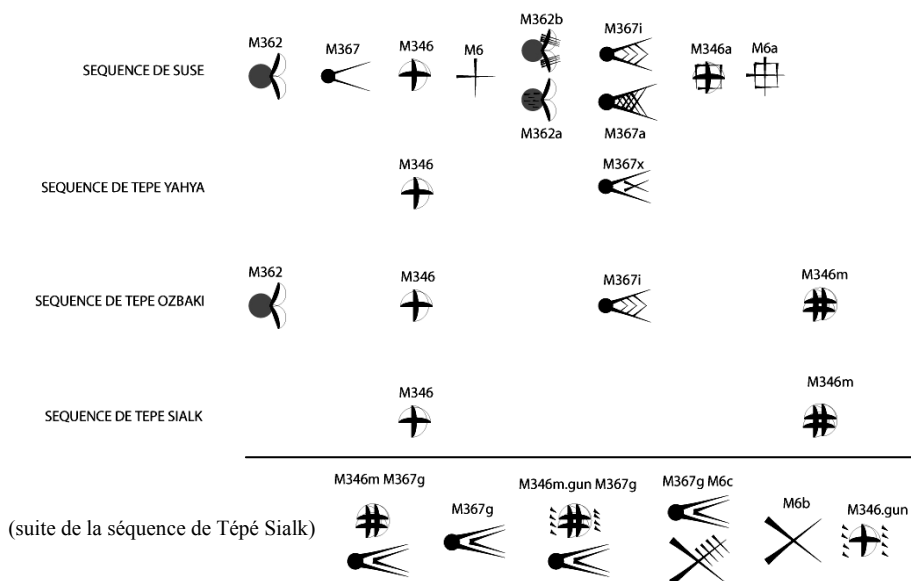 M362 M367 M346 M6 M362b M367i M346a M6a
SEQUENCE DE SUSE
M362a M367a
M346 M367x
SEQUENCE DE TEPE YAHYA
M362 M346 M367i M346m
SEQUENCE DE TEPE OZBAKI
M346 M346m
SEQUENCE DE TEPE SIALK
M346m M367g M367g M346m.gun M367g M367g M6c M6b M346.gun
(suite de la séquence de Tépé Sialk)